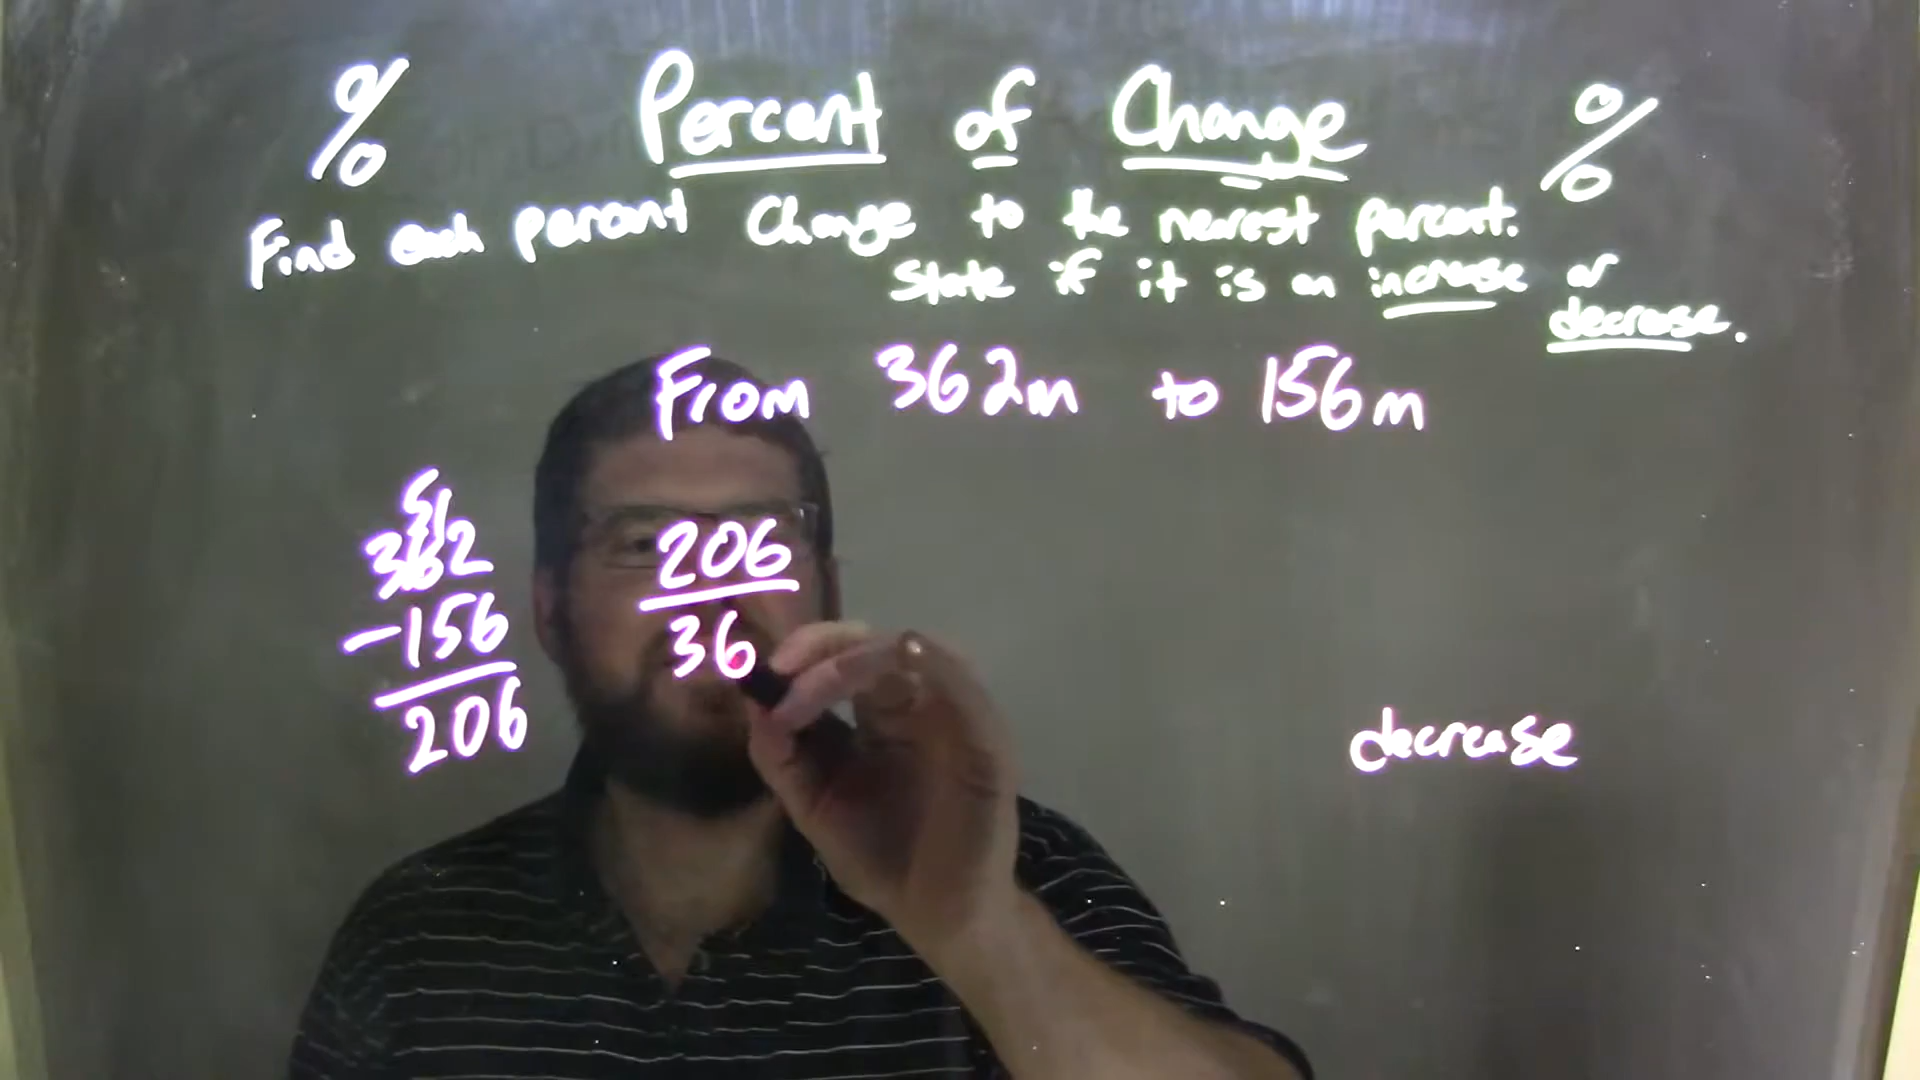 % Percent of Change %
Find each percent Change to the nearest percent.
State if it is an increase or
decrease.
From 362m to 156m
51
362
-156
206
206
36
decrease